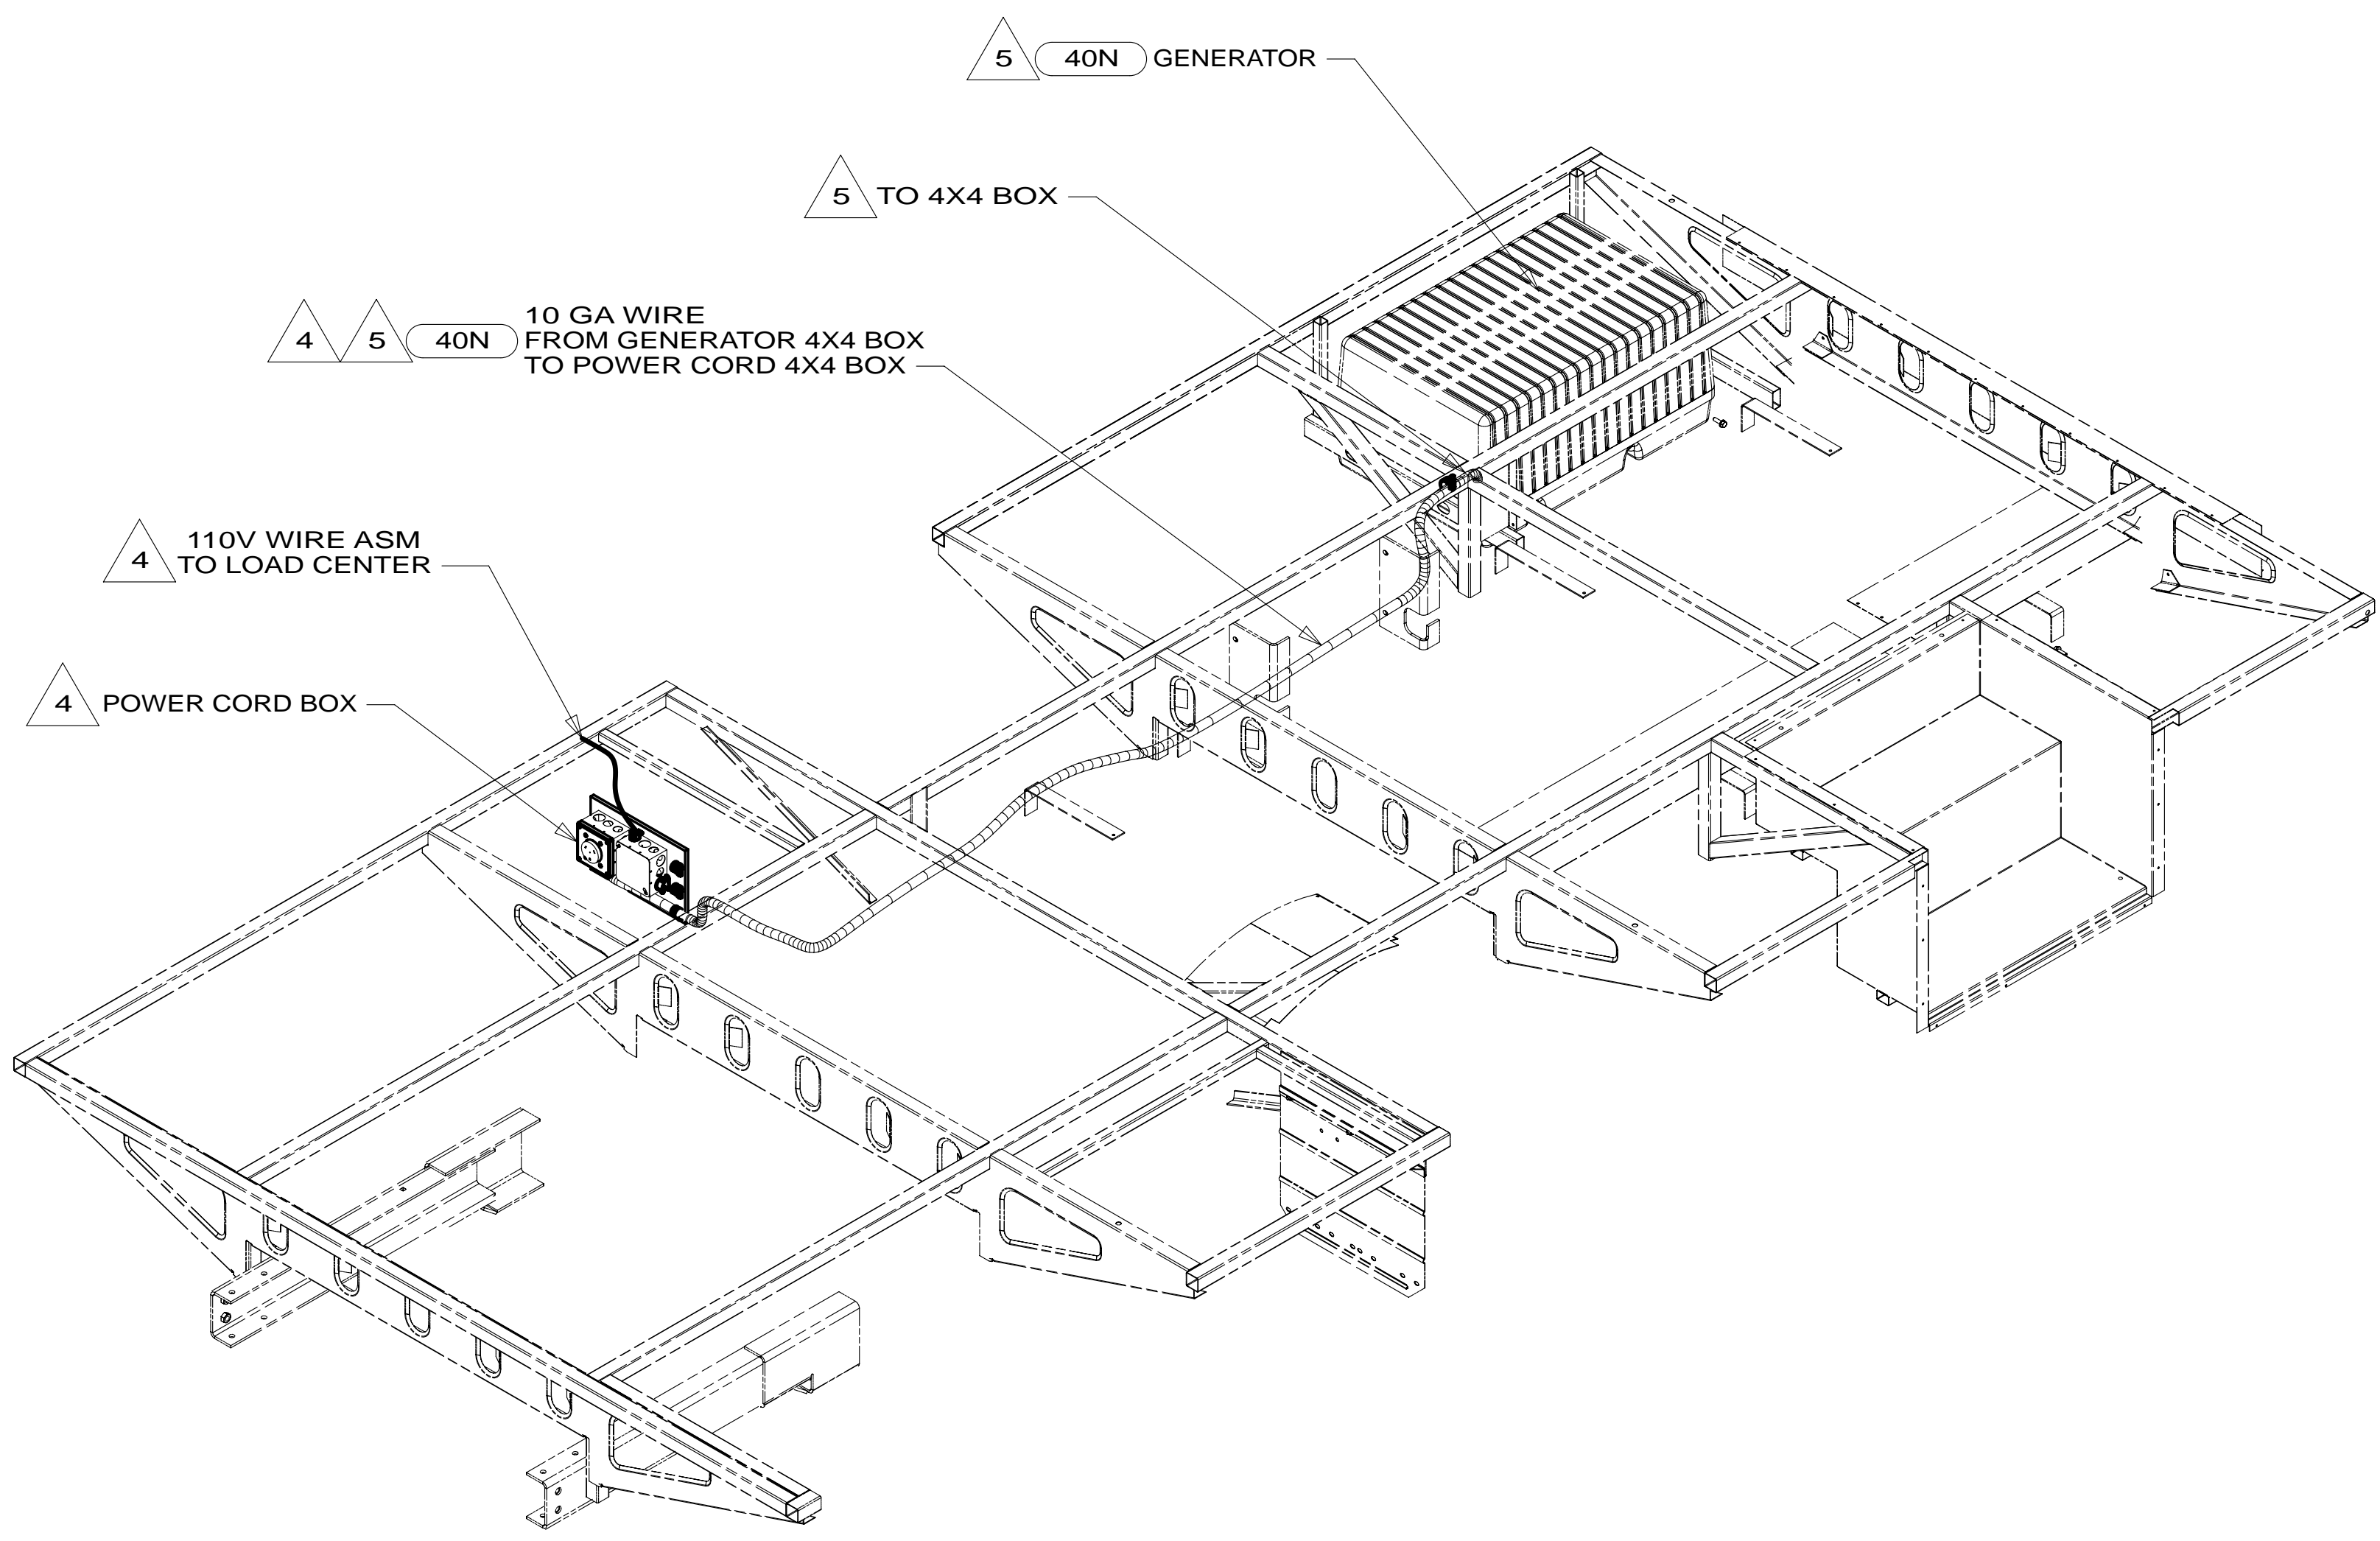 5 40N GENERATOR
5 TO 4X4 BOX
10 GA WIRE
4 5 40N FROM GENERATOR 4X4 BOX
TO POWER CORD 4X4 BOX
110V WIRE ASM
4 TO LOAD CENTER
4 POWER CORD BOX